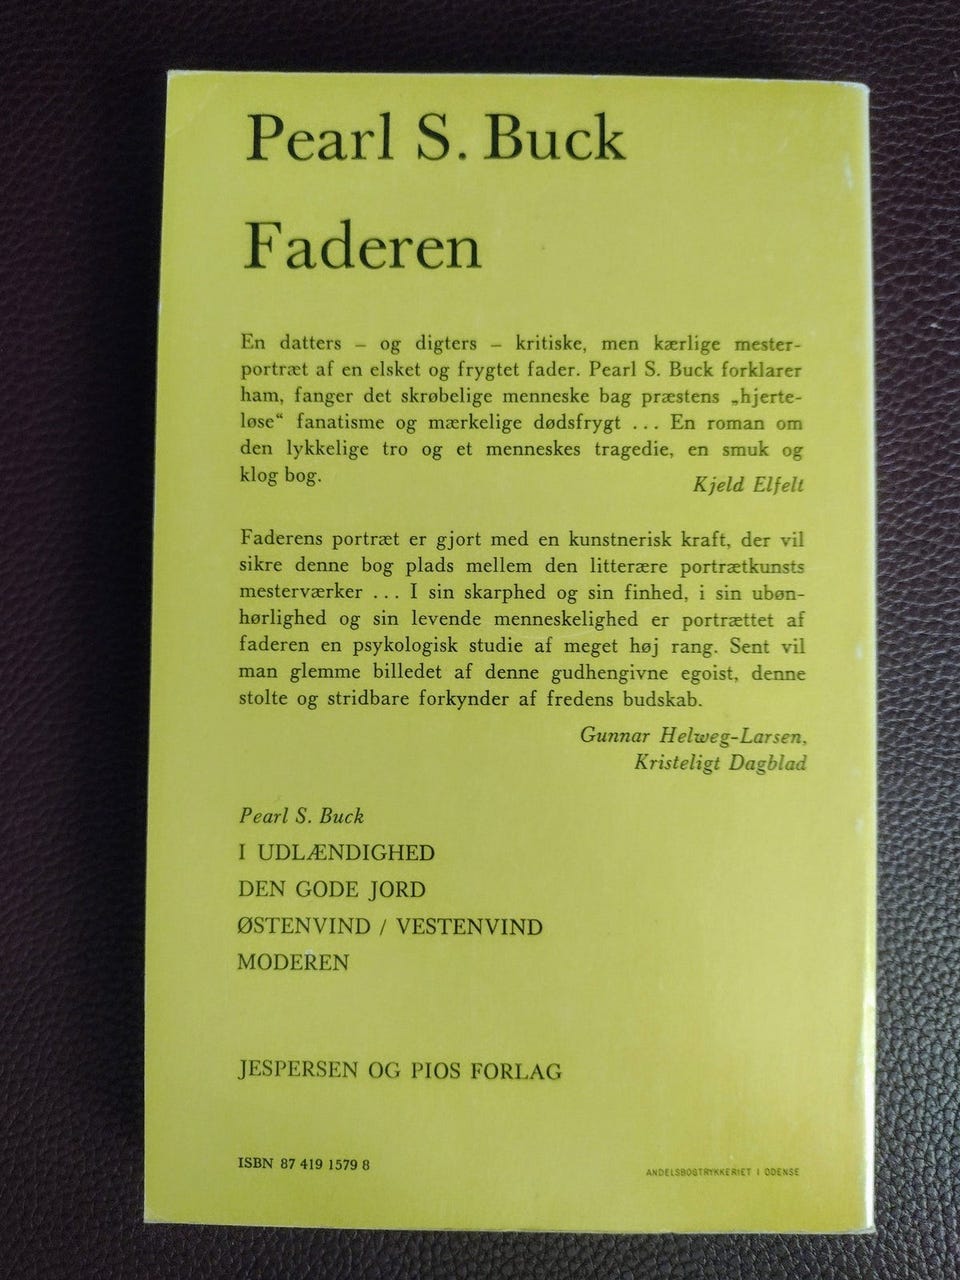 Pearl S. Buck
Faderen
En datters – og digters – kritiske, men kærlige mester-
portræt af en elsket og frygtet fader. Pearl S. Buck forklarer
ham, fanger det skrøbelige menneske bag præstens „hjerte-
løse“ fanatisme og mærkelige dødsfrygt ... En roman om
den lykkelige tro og et menneskes tragedie, en smuk og
klog bog.
Kjeld Elfelt
Faderens portræt er gjort med en kunstnerisk kraft, der vil
sikre denne bog plads mellem den litterære portrætkunsts
mesterværker ... I sin skarphed og sin finhed, i sin ubøn-
hørlighed og sin levende menneskelighed er portrættet af
faderen en psykologisk studie af meget høj rang. Sent vil
man glemme billedet af denne gudhengivne egoist, denne
stolte og stridbare forkynder af fredens budskab.
Gunnar Helweg-Larsen,
Kristeligt Dagblad
Pearl S. Buck
I UDLÆNDIGHED
DEN GODE JORD
ØSTENVIND / VESTENVIND
MODEREN
JESPERSEN OG PIOS FORLAG
ISBN 87 419 1579 8
ANDELSBOGTRYKKERIET I ODENSE